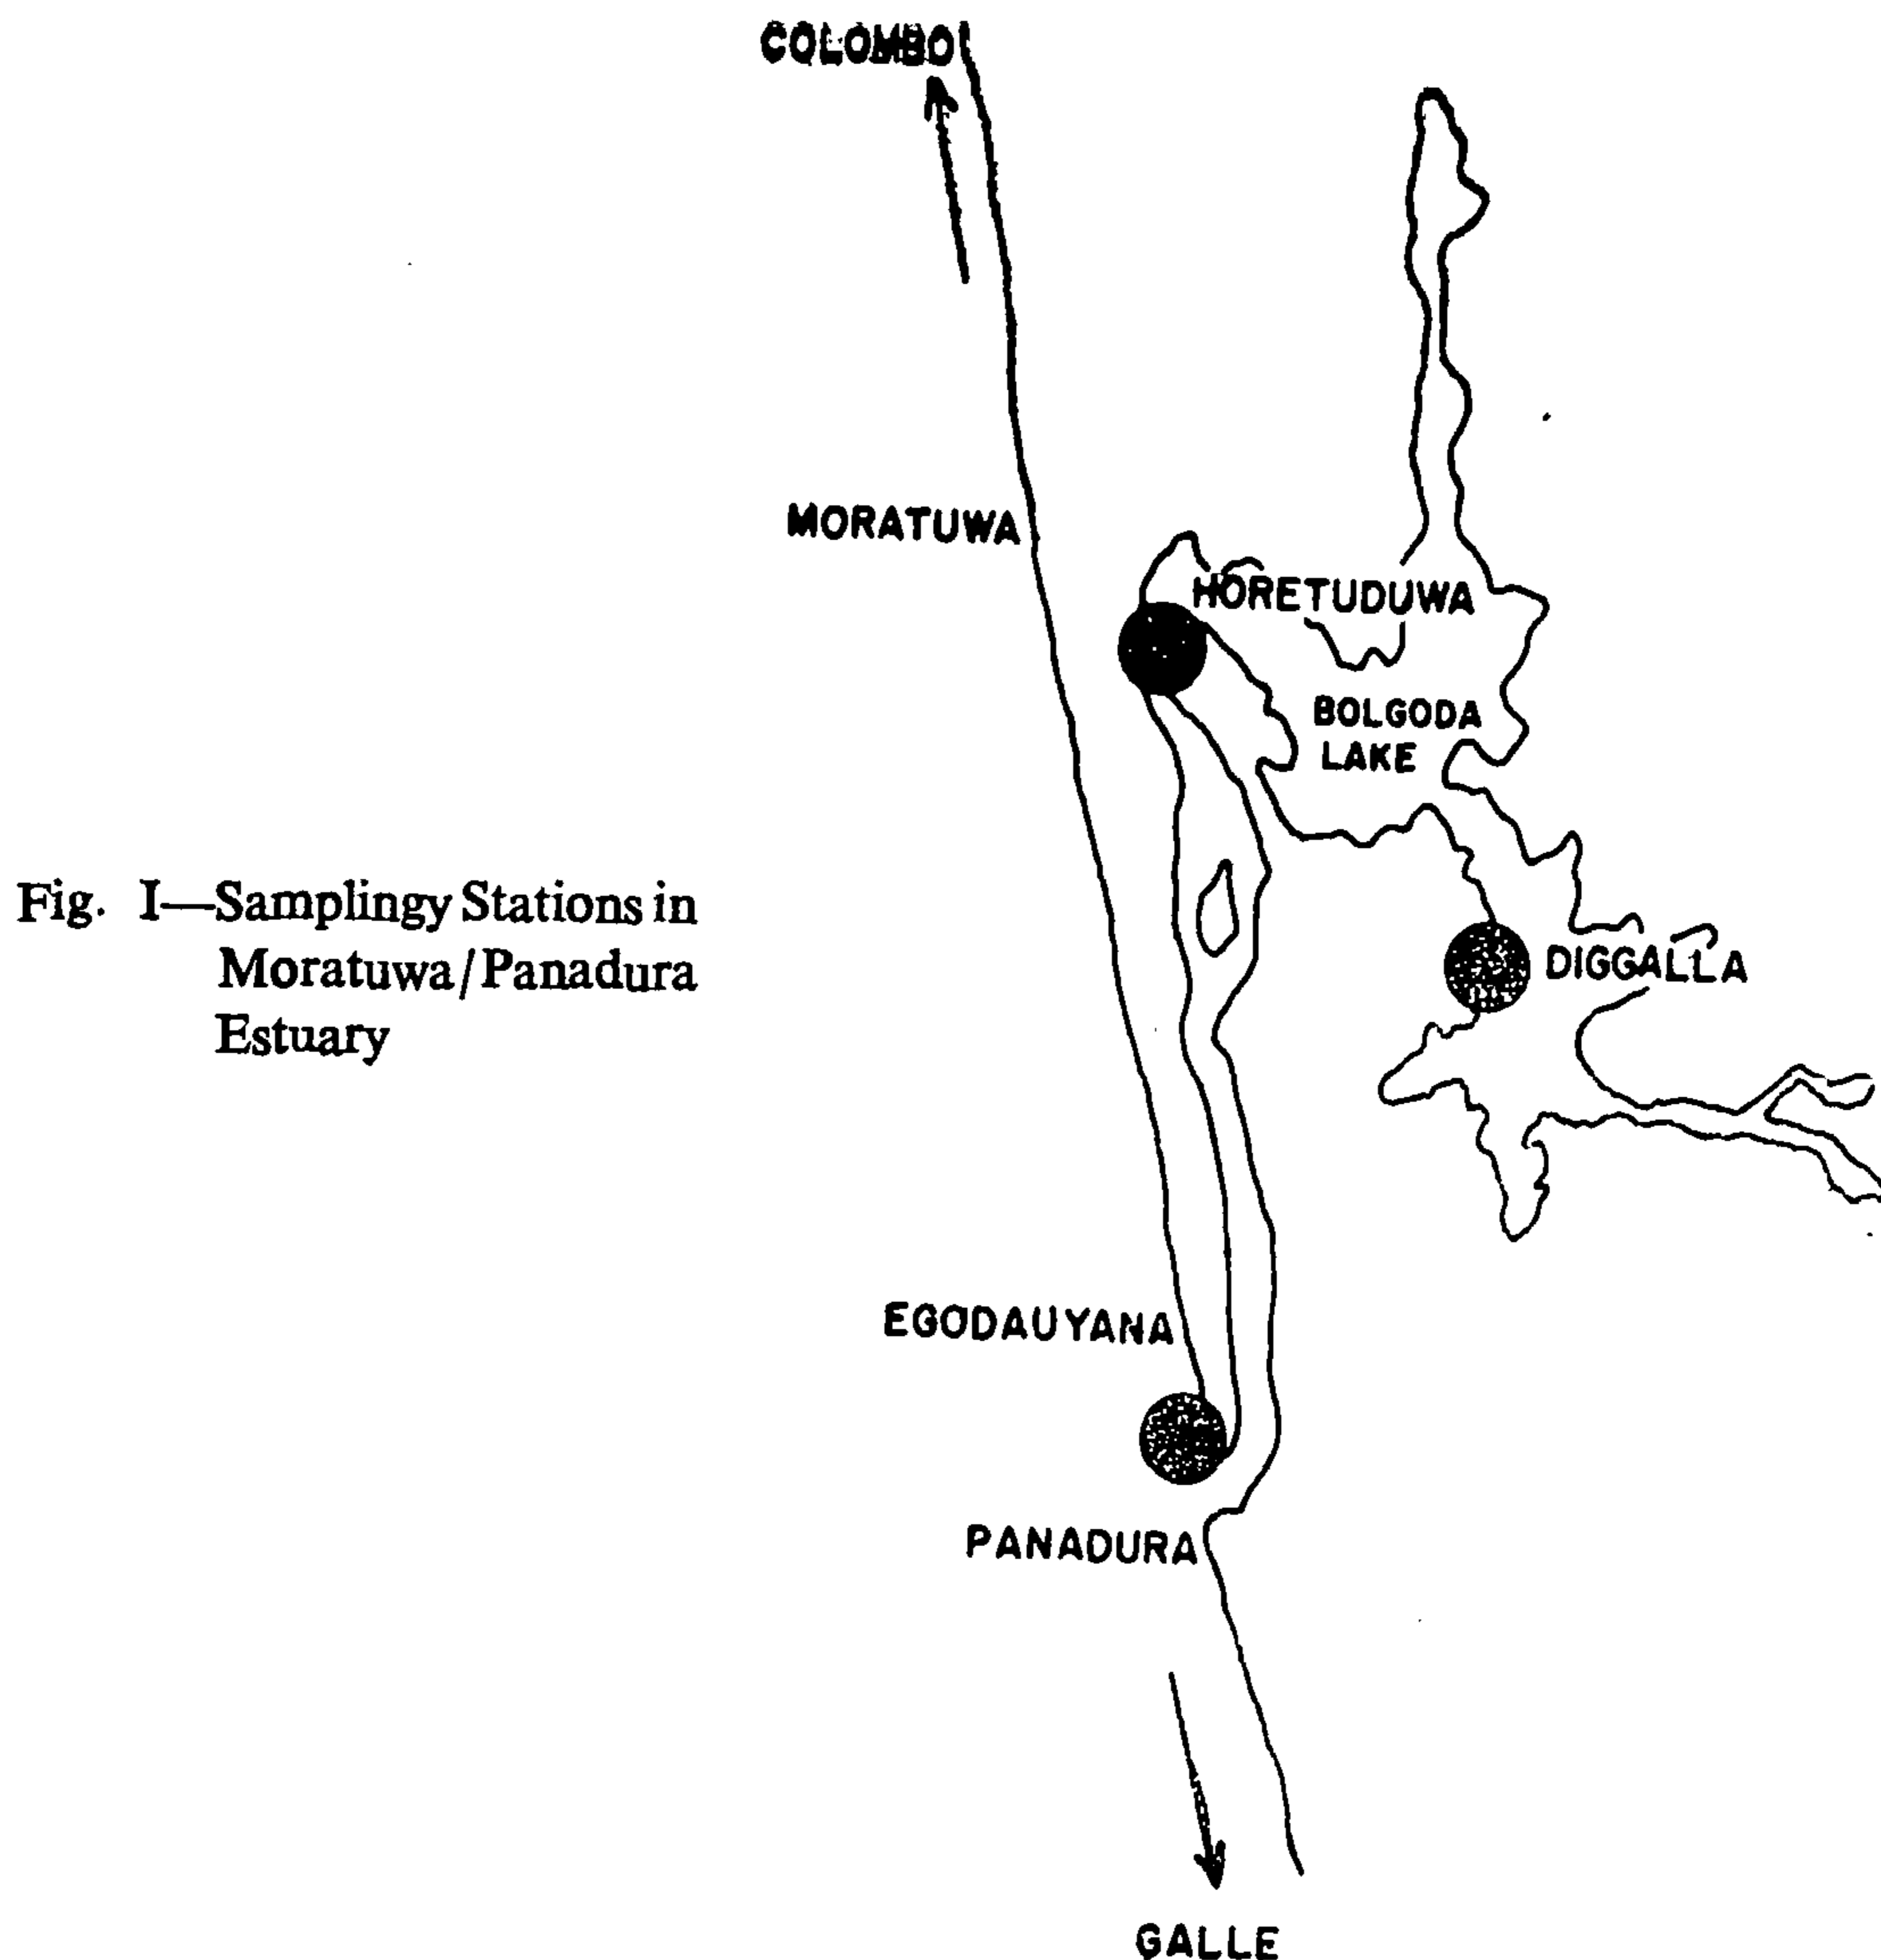 COLOMBO
MORATUWA
HORETUDUWA
BOLGODA
LAKE
Fig. I—Samplingy Stations in
Moratuwa/Panadura
Estuary
DIGGALLA
EGODAUYANA
PANADURA
GALLE